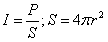 I = P/S; S = 4πr²